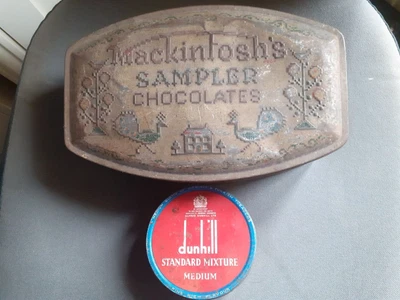 Mackintosh's
SAMPLER
CHOCOLATES
dunhill
STANDARD MIXTURE
MEDIUM